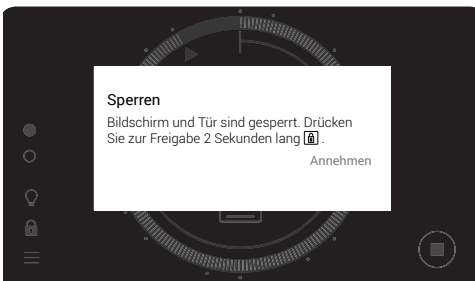 Sperren
Bildschirm und Tür sind gesperrt. Drücken
Sie zur Freigabe 2 Sekunden lang .
Annehmen